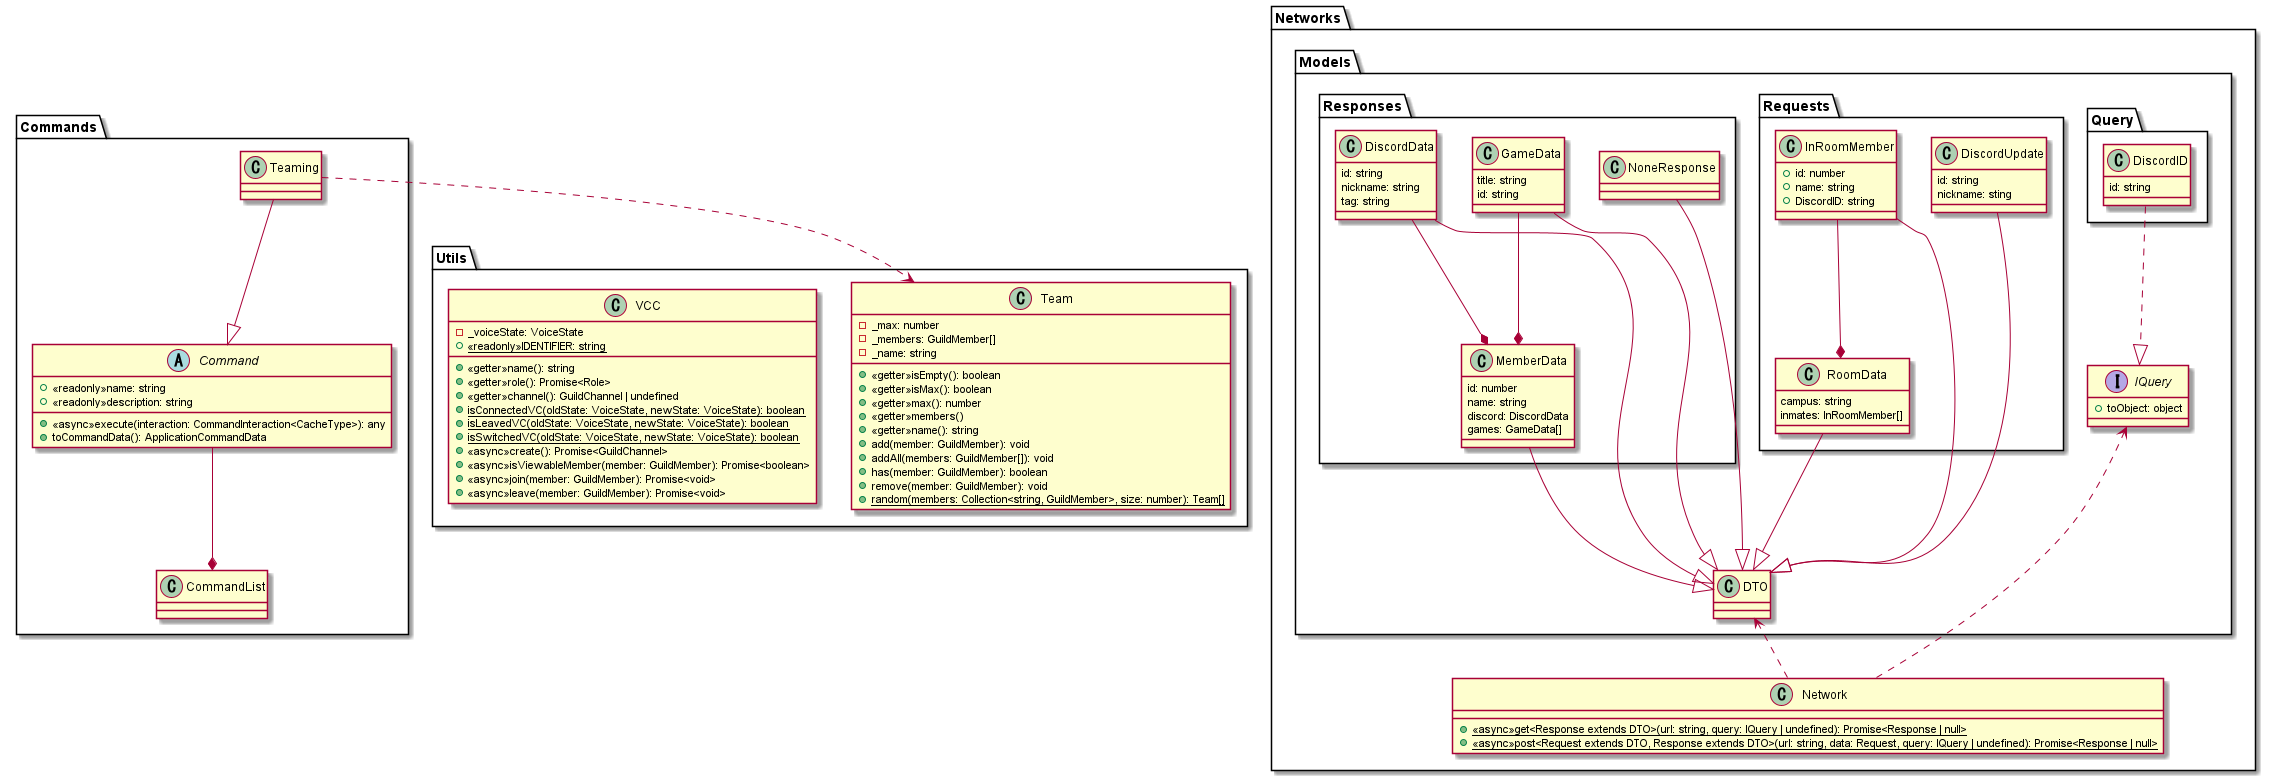 Commands
C Teaming
A Command
«readonly»name: string
«readonly»description: string
«async»execute(interaction: CommandInteraction<CacheType>): any
toCommandData(): ApplicationCommandData
C CommandList
Utils
C VCC
_voiceState: VoiceState
«readonly»IDENTIFIER: string
«getter»name(): string
«getter»role(): Promise<Role>
«getter»channel(): GuildChannel | undefined
isConnectedVC(oldState: VoiceState, newState: VoiceState): boolean
isLeavedVC(oldState: VoiceState, newState: VoiceState): boolean
isSwitchedVC(oldState: VoiceState, newState: VoiceState): boolean
«async»create(): Promise<GuildChannel>
«async»isViewableMember(member: GuildMember): Promise<boolean>
«async»join(member: GuildMember): Promise<void>
«async»leave(member: GuildMember): Promise<void>
C Team
_max: number
_members: GuildMember[]
_name: string
«getter»isEmpty(): boolean
«getter»isMax(): boolean
«getter»max(): number
«getter»members()
«getter»name(): string
add(member: GuildMember): void
addAll(members: GuildMember[]): void
has(member: GuildMember): boolean
remove(member: GuildMember): void
random(members: Collection<string, GuildMember>, size: number): Team[]
Networks
Models
Responses
C DiscordData
id: string
nickname: string
tag: string
C GameData
title: string
id: string
C NoneResponse
C MemberData
id: number
name: string
discord: DiscordData
games: GameData[]
Requests
C InRoomMember
id: number
name: string
DiscordID: string
C DiscordUpdate
id: string
nickname: sting
C RoomData
campus: string
inmates: InRoomMember[]
Query
C DiscordID
id: string
I IQuery
toObject: object
C DTO
C Network
«async»get<Response extends DTO>(url: string, query: IQuery | undefined): Promise<Response | null>
«async»post<Request extends DTO, Response extends DTO>(url: string, data: Request, query: IQuery | undefined): Promise<Response | null>